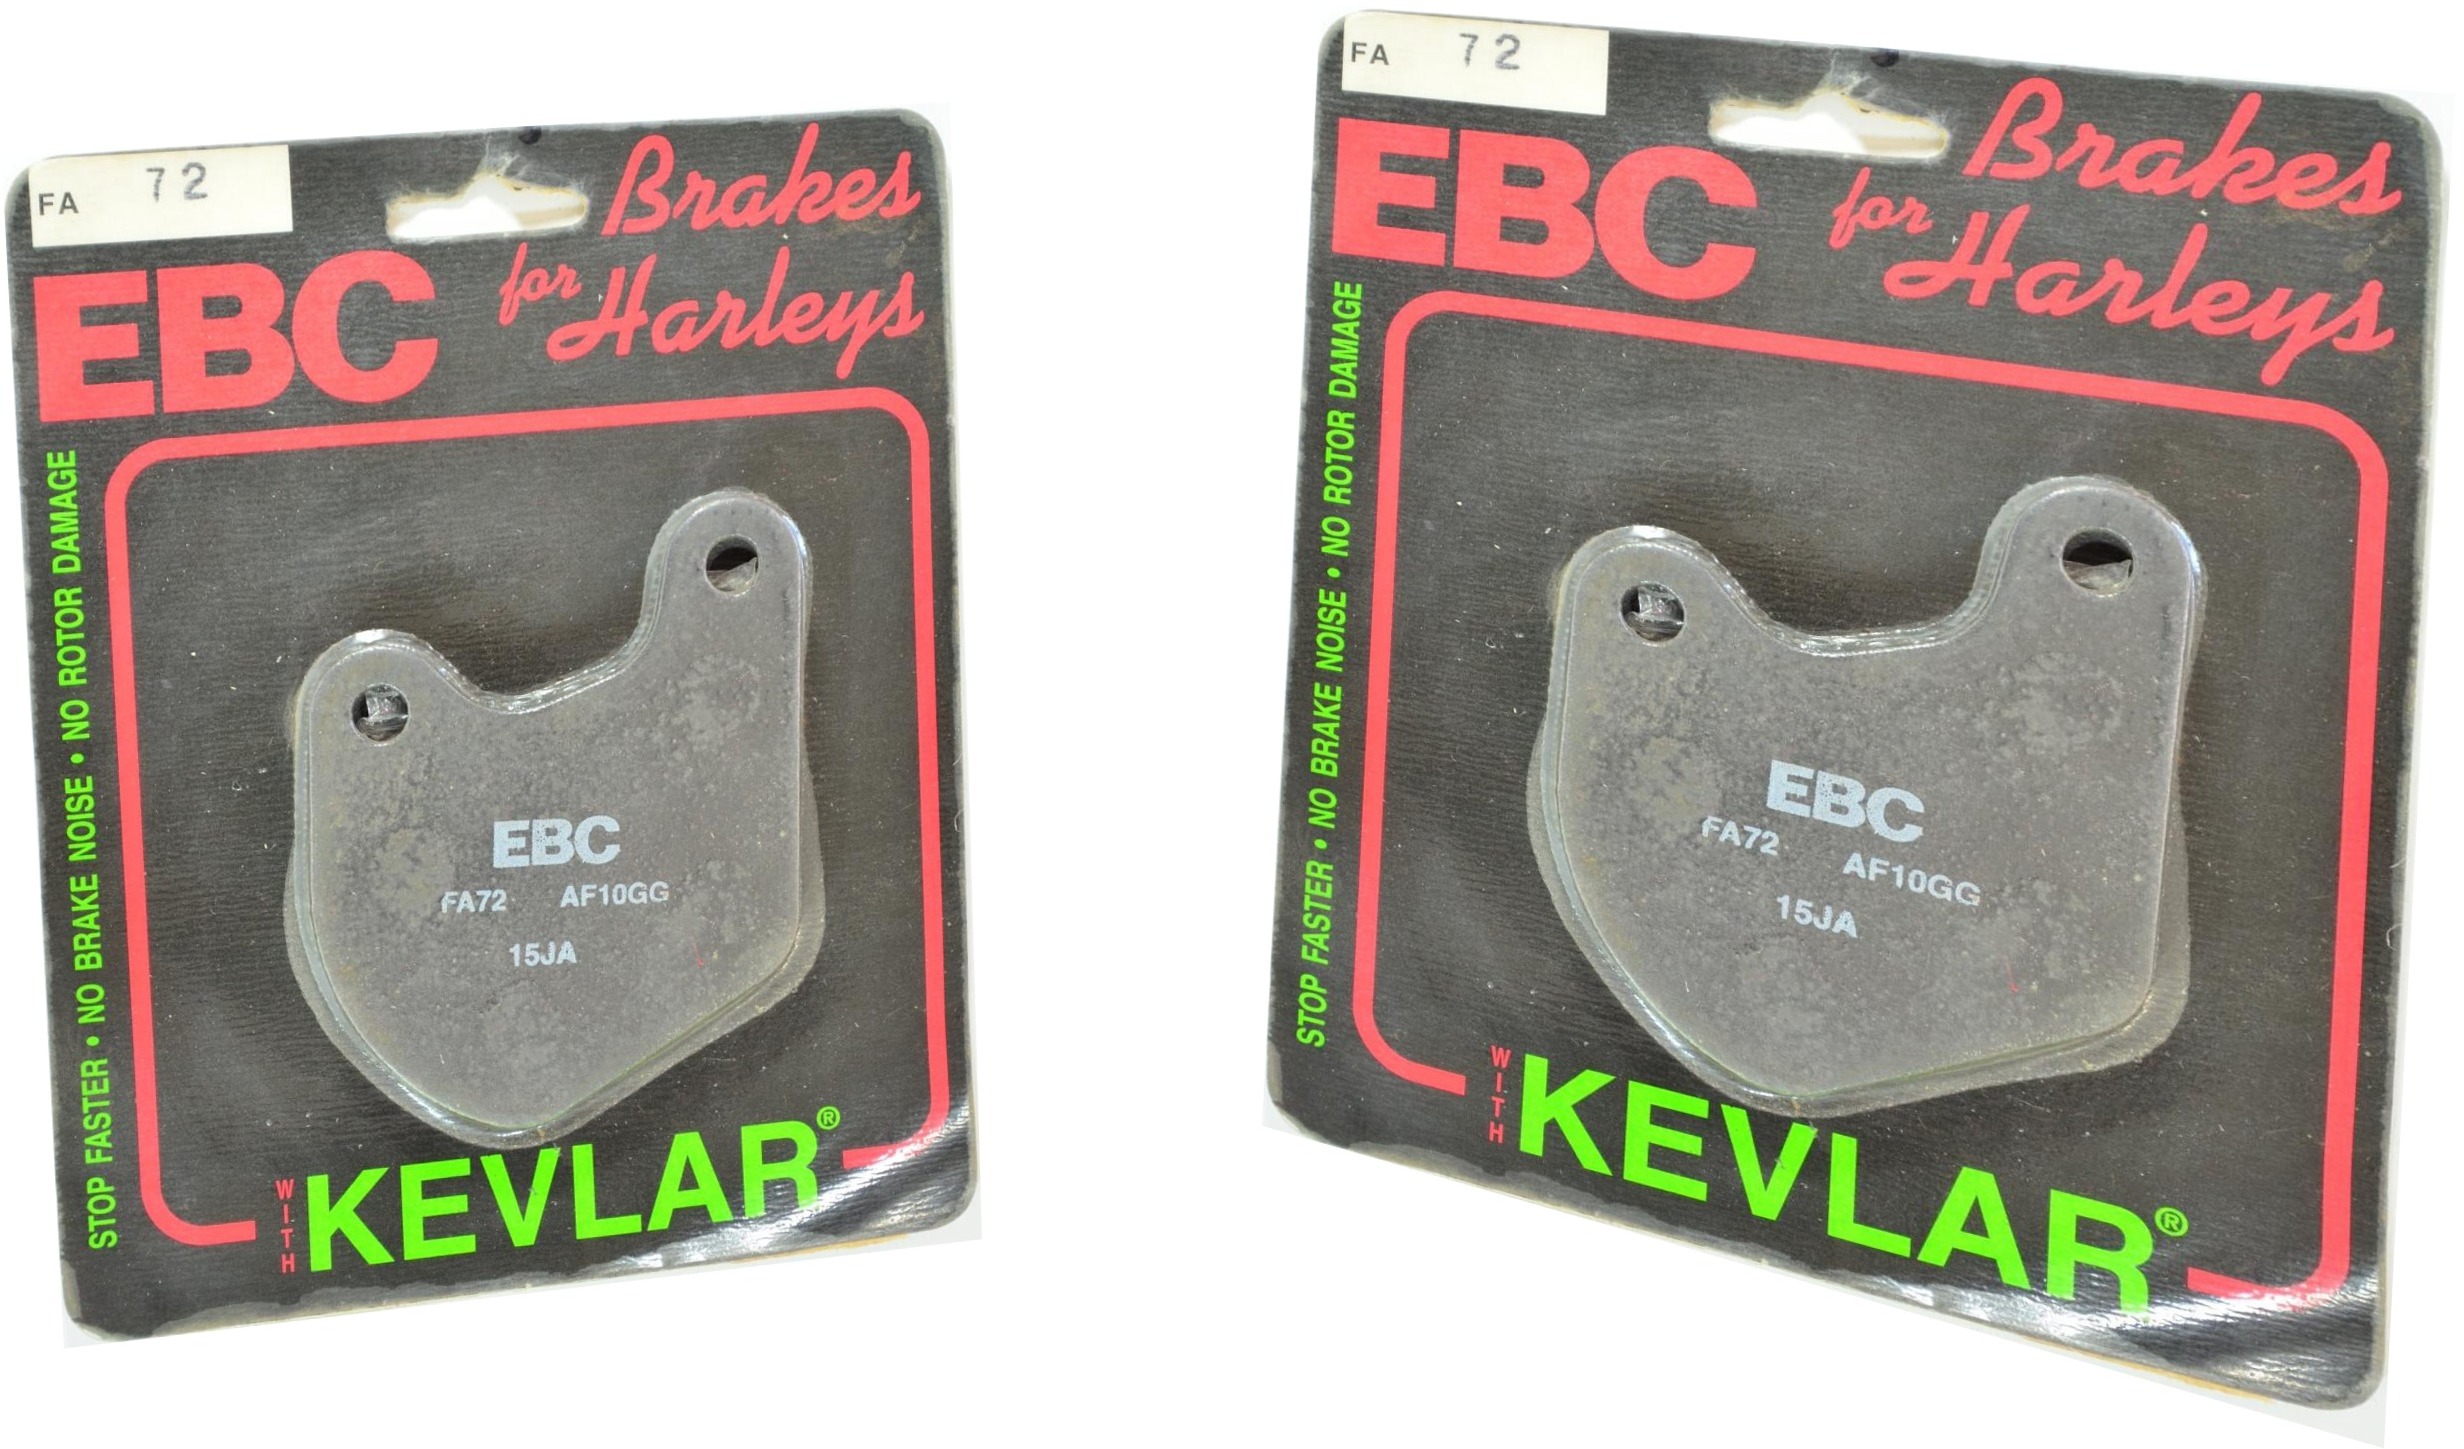 FA 72
EBC
Brakes
for
Harleys
STOP FASTER • NO BRAKE NOISE • NO ROTOR DAMAGE
EBC
FA72 AF10GG
15JA
WITH
KEVLAR®
FA 72
EBC
Brakes
for
Harleys
STOP FASTER • NO BRAKE NOISE • NO ROTOR DAMAGE
EBC
FA72 AF10GG
15JA
WITH
KEVLAR®